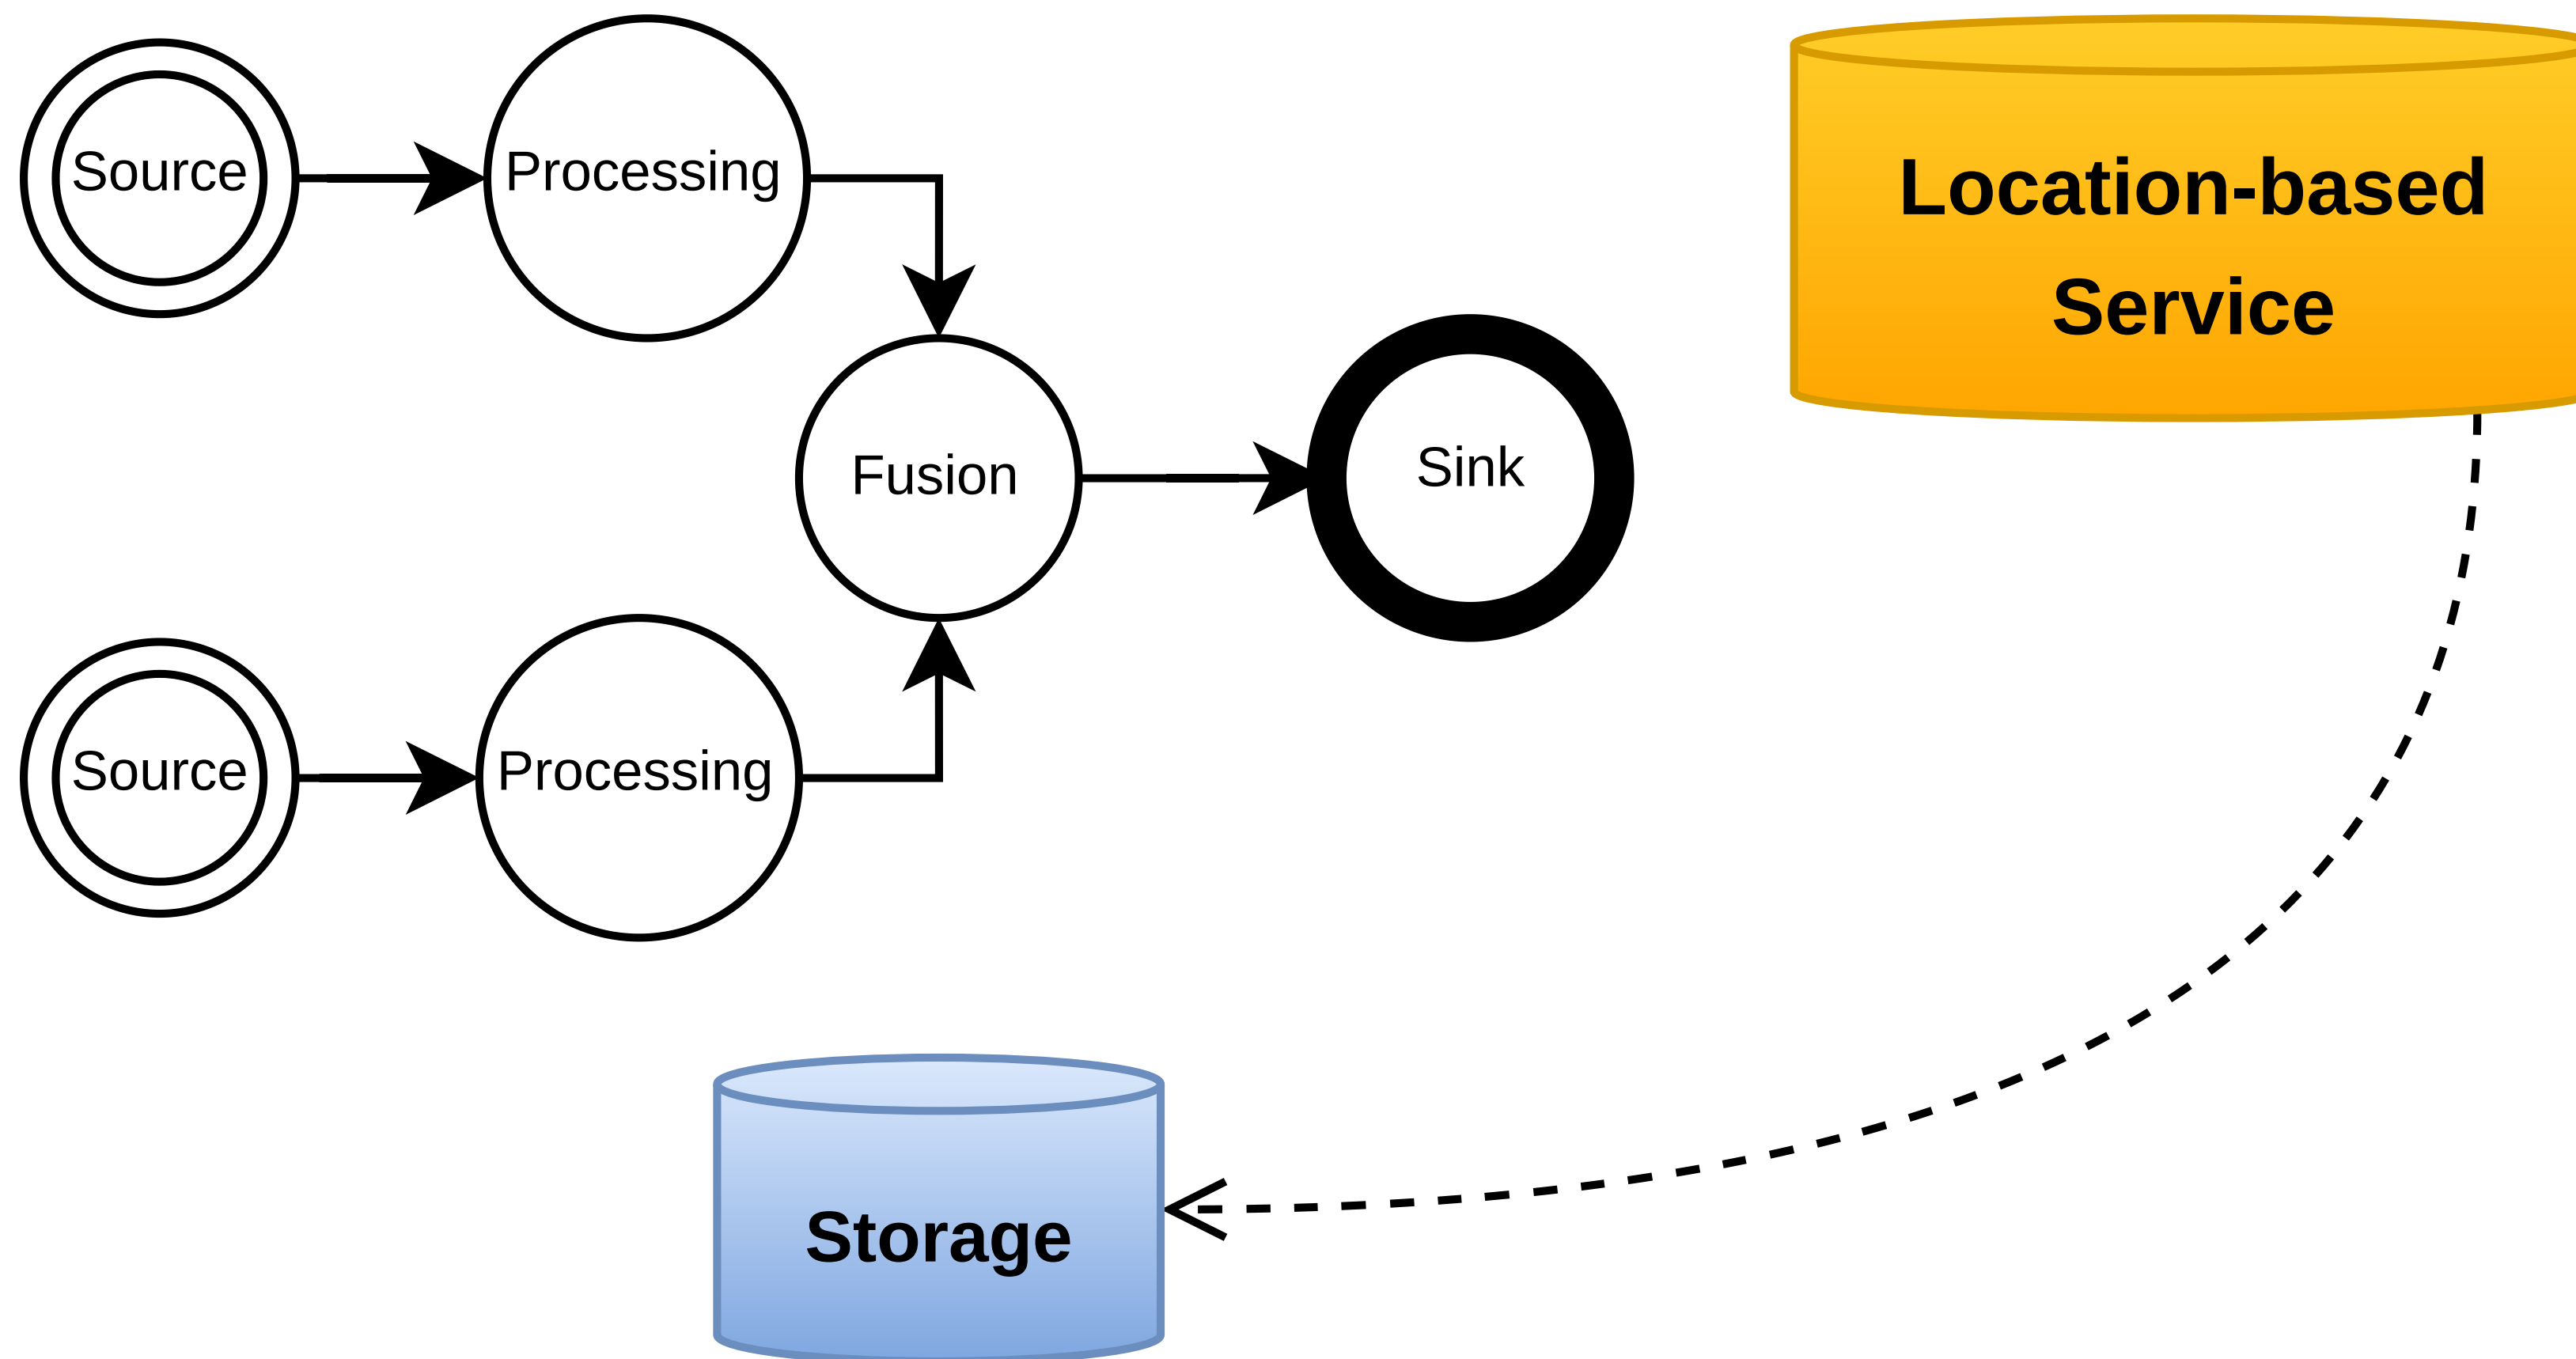 Source
Processing
Location-based
Service
Fusion
Sink
Source
Processing
Storage